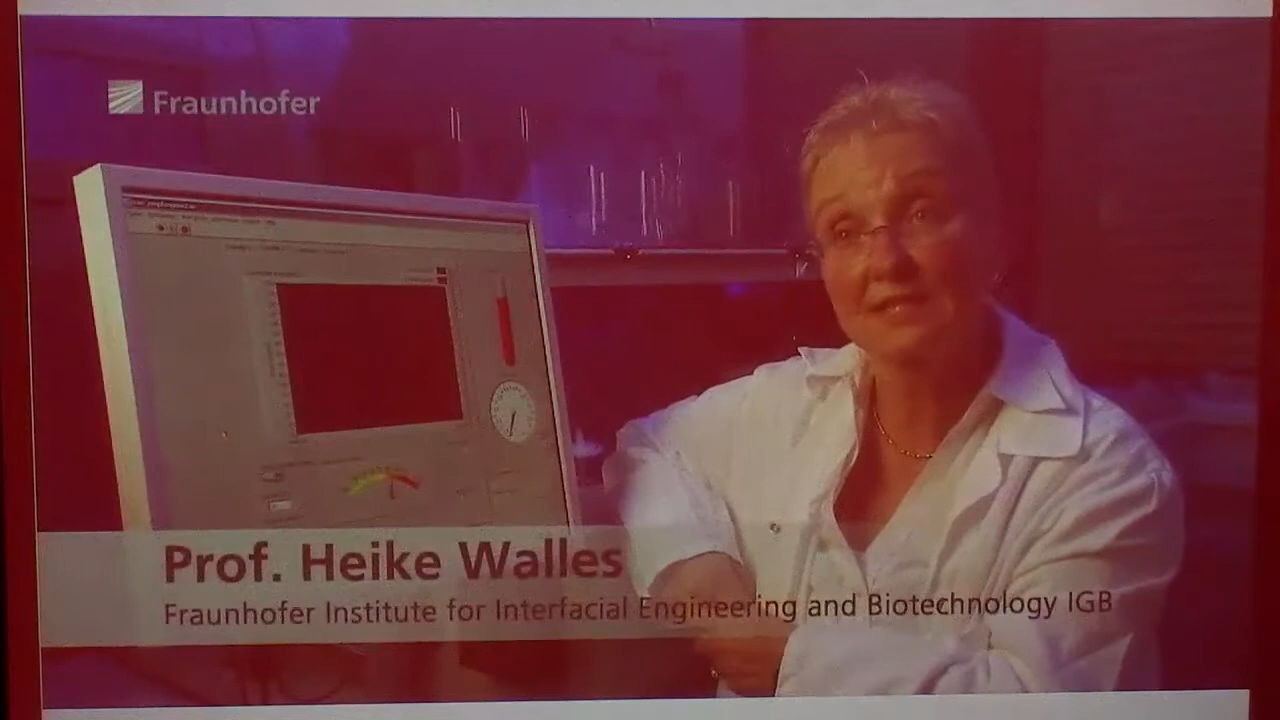 Fraunhofer
Prof. Heike Walles
Fraunhofer Institute for Interfacial Engineering and Biotechnology IGB